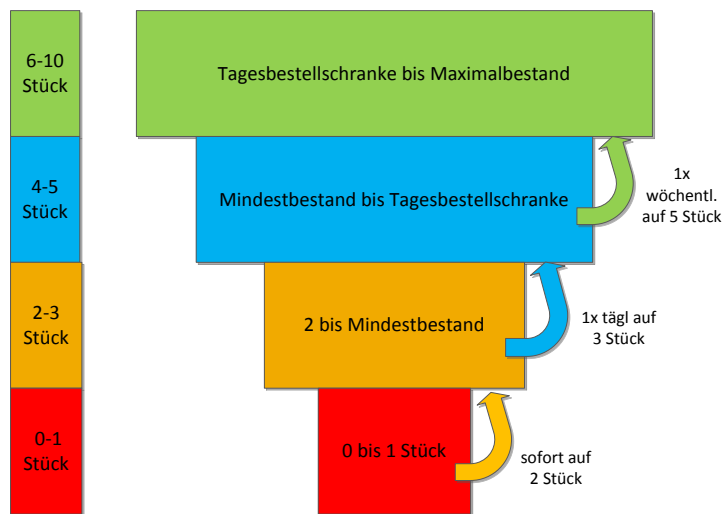 6-10
Stück
Tagesbestellschranke bis Maximalbestand
4-5
Stück
Mindestbestand bis Tagesbestellschranke
1x
wöchentl.
auf 5 Stück
2-3
Stück
2 bis Mindestbestand
1x tägl auf
3 Stück
0-1
Stück
0 bis 1 Stück
sofort auf
2 Stück